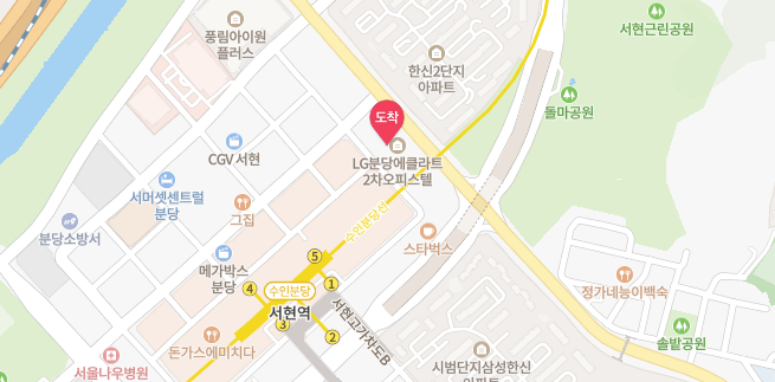 풍림아이원
플러스
서현근린공원
한신2단지
아파트
돌마공원
도착
LG분당에클라트
2차오피스텔
CGV 서현
서머셋센트럴
분당
그집
분당소방서
수인분당선
스타벅스
메가박스
분당
5
1
4
수인분당
서현역
3
2
서현고가차도B
정가네능이백숙
솔밭공원
돈가스에미치다
서울나우병원
시범단지삼성한신
아파트